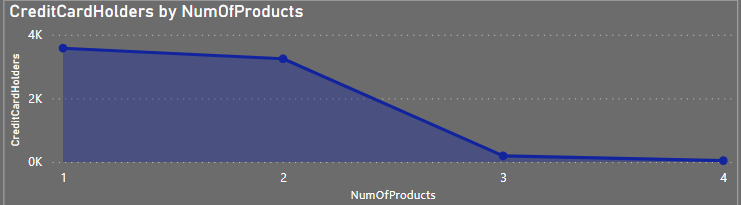 CreditCardHolders by NumOfProducts
4K
2K
0K
CreditCardHolders
1 2 3 4
NumOfProducts